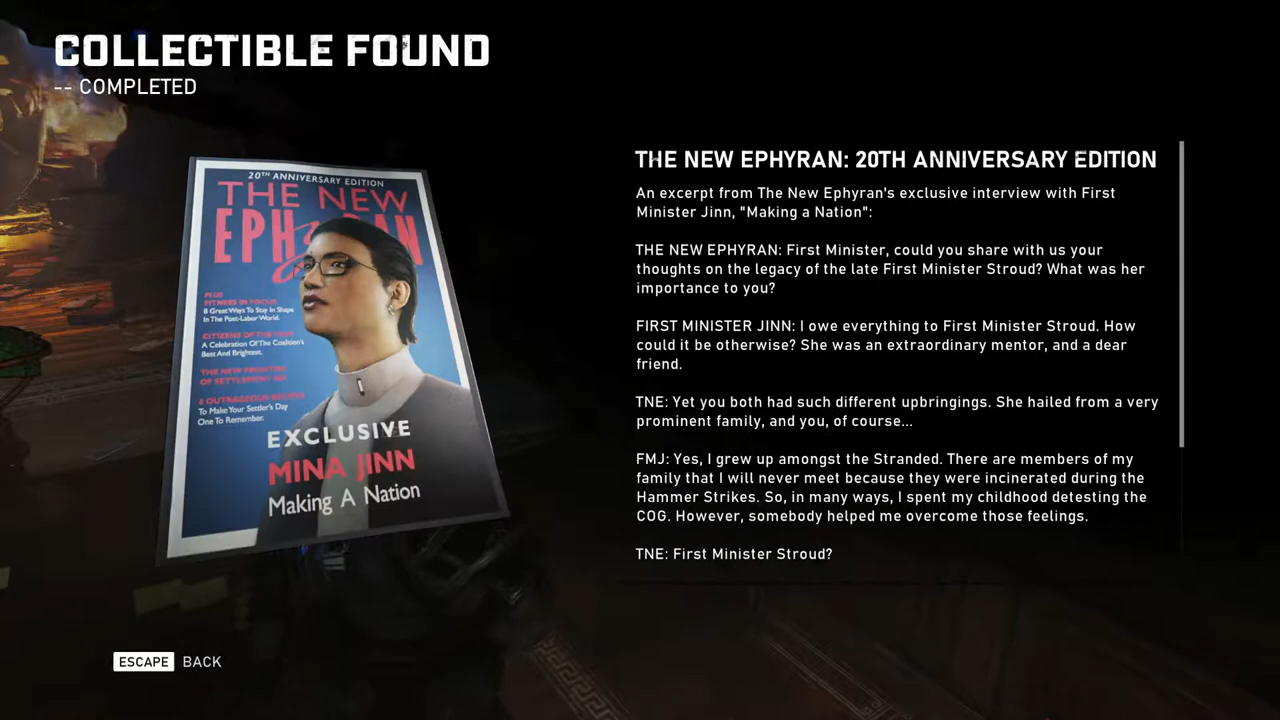 COLLECTIBLE FOUND
-- COMPLETED
20TH ANNIVERSARY EDITION
THE NEW
EPHYRAN
PLUS
FITNESS IN FOCUS:
8 Great Ways To Stay In Shape
In The Post-Labor World.
A Celebration Of The Coalition's
Best And Brightest.
THE NEW FRONTIER
OF SETTLEMENT
To Make Your Settler's Day
One To Remember.
EXCLUSIVE
MINA JINN
Making A Nation
THE NEW EPHYRAN: 20TH ANNIVERSARY EDITION
An excerpt from The New Ephyran's exclusive interview with First
Minister Jinn, "Making a Nation":
THE NEW EPHYRAN: First Minister, could you share with us your
thoughts on the legacy of the late First Minister Stroud? What was her
importance to you?
FIRST MINISTER JINN: I owe everything to First Minister Stroud. How
could it be otherwise? She was an extraordinary mentor, and a dear
friend.
TNE: Yet you both had such different upbringings. She hailed from a very
prominent family, and you, of course...
FMJ: Yes, I grew up amongst the Stranded. There are members of my
family that I will never meet because they were incinerated during the
Hammer Strikes. So, in many ways, I spent my childhood detesting the
COG. However, somebody helped me overcome those feelings.
TNE: First Minister Stroud?
ESCAPE BACK